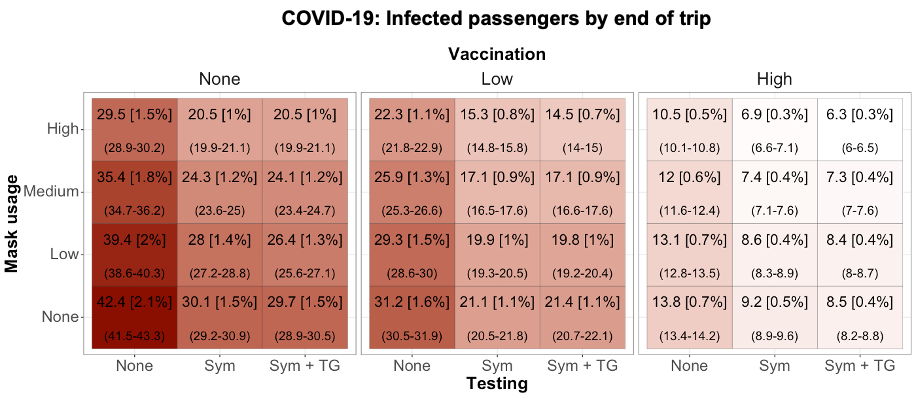 COVID-19: Infected passengers by end of trip
Vaccination
None Low High
Mask usage
High 29.5 [1.5%] 20.5 [1%] 20.5 [1%] 22.3 [1.1%] 15.3 [0.8%] 14.5 [0.7%] 10.5 [0.5%] 6.9 [0.3%] 6.3 [0.3%]
(28.9-30.2) (19.9-21.1) (19.9-21.1) (21.8-22.9) (14.8-15.8) (14-15) (10.1-10.8) (6.6-7.1) (6-6.5)
Medium 35.4 [1.8%] 24.3 [1.2%] 24.1 [1.2%] 25.9 [1.3%] 17.1 [0.9%] 17.1 [0.9%] 12 [0.6%] 7.4 [0.4%] 7.3 [0.4%]
(34.7-36.2) (23.6-25) (23.4-24.7) (25.3-26.6) (16.5-17.6) (16.6-17.6) (11.6-12.4) (7.1-7.6) (7-7.6)
Low 39.4 [2%] 28 [1.4%] 26.4 [1.3%] 29.3 [1.5%] 19.9 [1%] 19.8 [1%] 13.1 [0.7%] 8.6 [0.4%] 8.4 [0.4%]
(38.6-40.3) (27.2-28.8) (25.6-27.1) (28.6-30) (19.3-20.5) (19.2-20.4) (12.8-13.5) (8.3-8.9) (8-8.7)
None 42.4 [2.1%] 30.1 [1.5%] 29.7 [1.5%] 31.2 [1.6%] 21.1 [1.1%] 21.4 [1.1%] 13.8 [0.7%] 9.2 [0.5%] 8.5 [0.4%]
(41.5-43.3) (29.2-30.9) (28.9-30.5) (30.5-31.9) (20.5-21.8) (20.7-22.1) (13.4-14.2) (8.9-9.6) (8.2-8.8)
None Sym Sym + TG None Sym Sym + TG None Sym Sym + TG
Testing